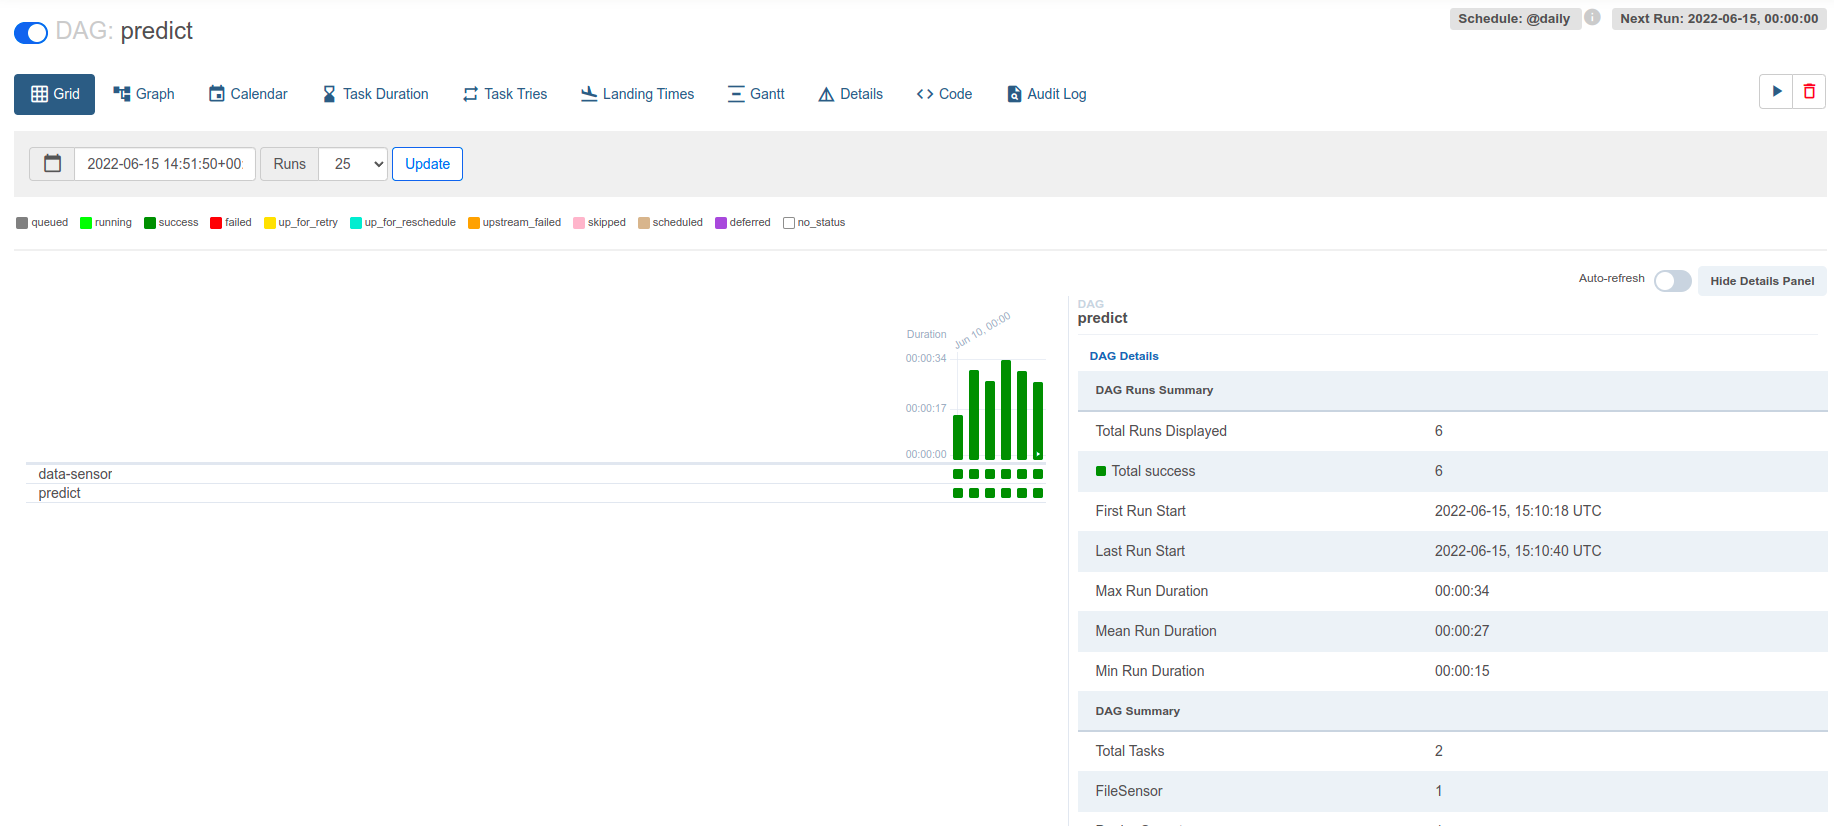 DAG: predict
Schedule: @daily
Next Run: 2022-06-15, 00:00:00
Grid Graph Calendar Task Duration Task Tries Landing Times Gantt Details Code Audit Log
2022-06-15 14:51:50+00: Runs 25 Update
queued running success failed up_for_retry up_for_reschedule upstream_failed skipped scheduled deferred no_status
Auto-refresh Hide Details Panel
Duration
Jun 10, 00:00
00:00:34
00:00:17
00:00:00
data-sensor
predict
DAG
predict
DAG Details
DAG Runs Summary
Total Runs Displayed 6
Total success 6
First Run Start 2022-06-15, 15:10:18 UTC
Last Run Start 2022-06-15, 15:10:40 UTC
Max Run Duration 00:00:34
Mean Run Duration 00:00:27
Min Run Duration 00:00:15
DAG Summary
Total Tasks 2
FileSensor 1